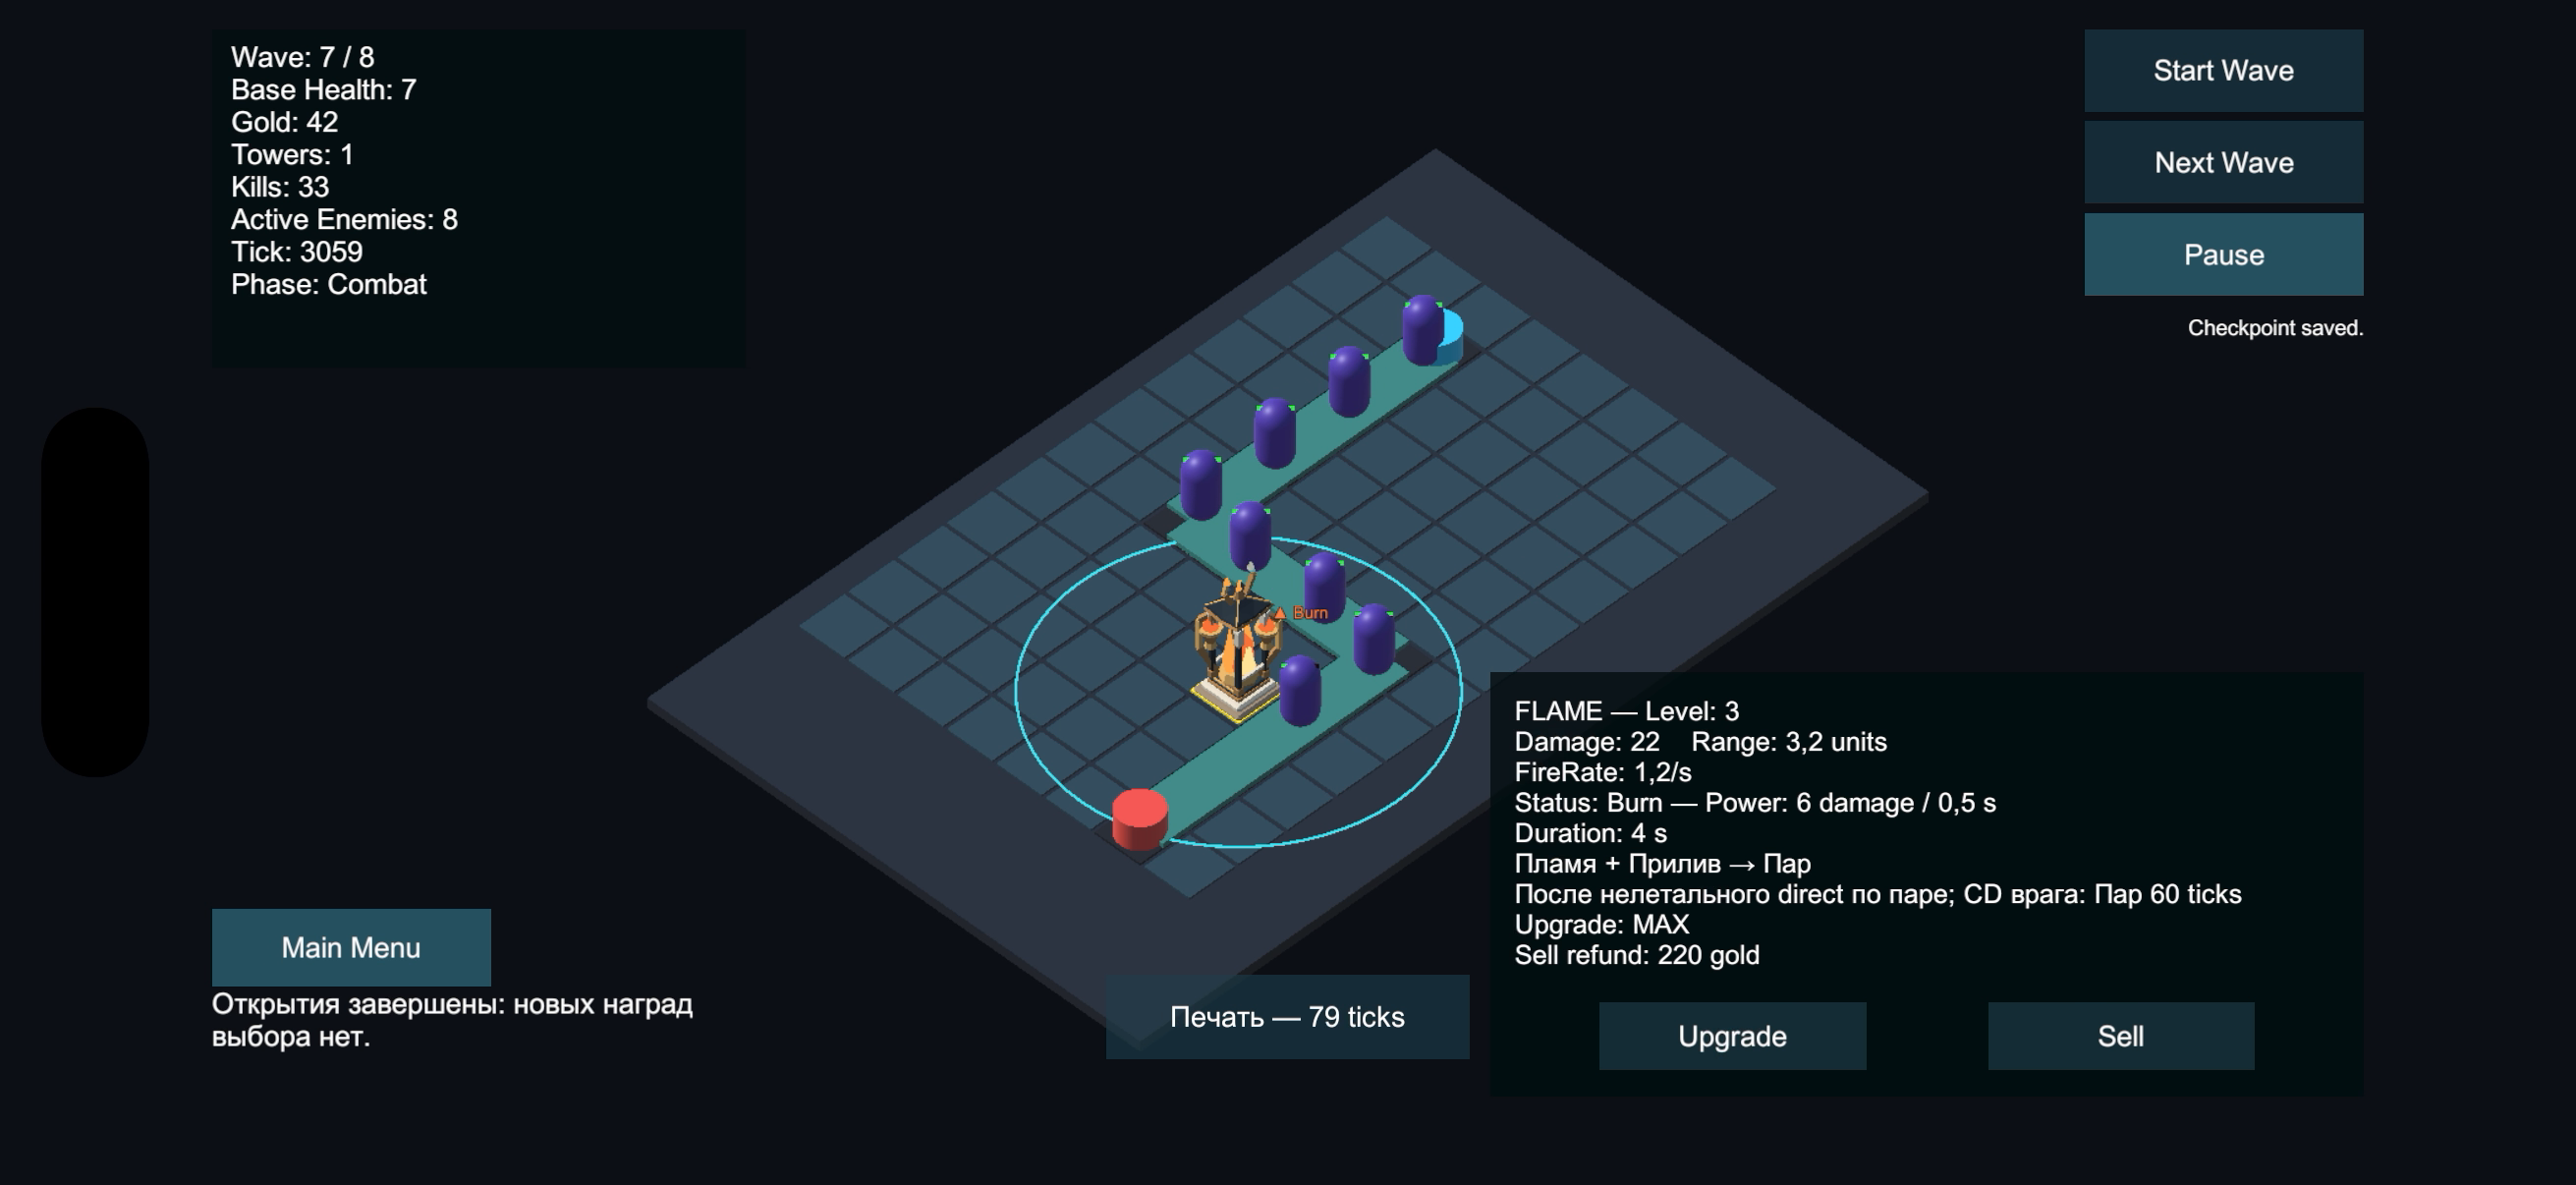 Wave: 7 / 8
Base Health: 7
Gold: 42
Towers: 1
Kills: 33
Active Enemies: 8
Tick: 3059
Phase: Combat
Start Wave
Next Wave
Pause
Checkpoint saved.
Burn
FLAME — Level: 3
Damage: 22 Range: 3,2 units
FireRate: 1,2/s
Status: Burn — Power: 6 damage / 0,5 s
Duration: 4 s
Пламя + Прилив → Пар
После нелетального direct по паре; CD врага: Пар 60 ticks
Upgrade: MAX
Sell refund: 220 gold
Upgrade
Sell
Main Menu
Открытия завершены: новых наград
выбора нет.
Печать — 79 ticks